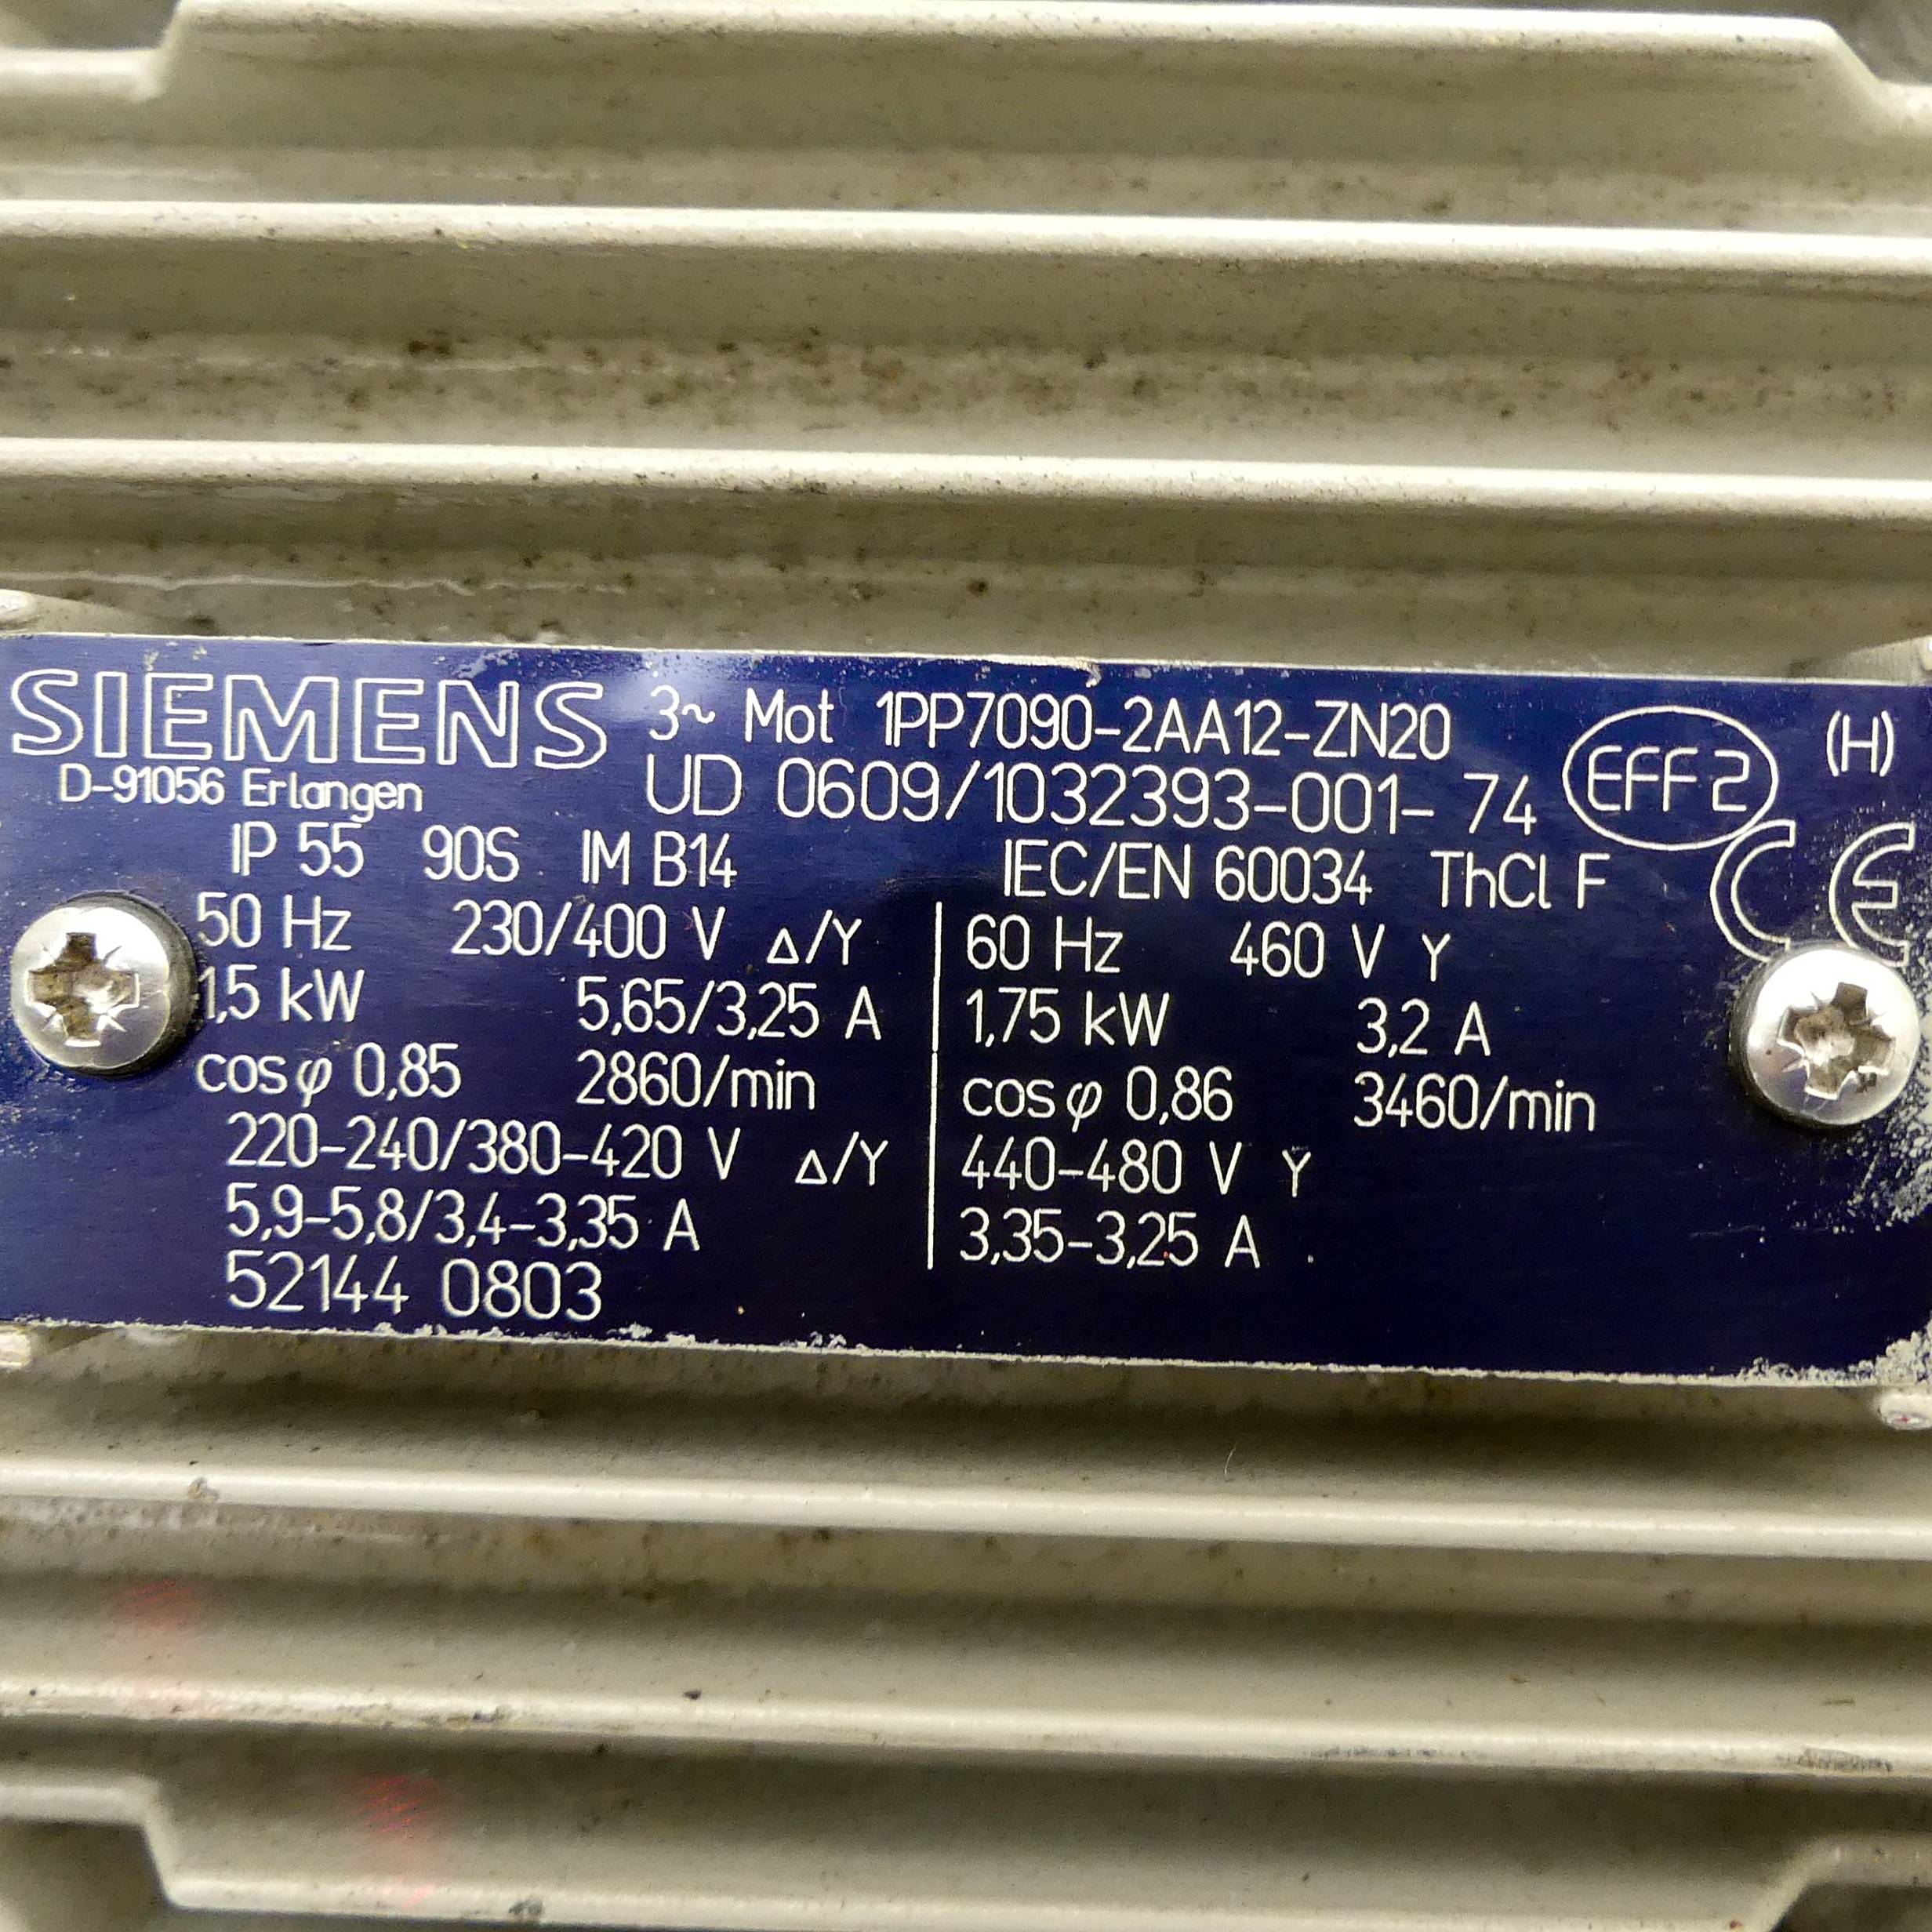 SIEMENS 3~ Mot 1PP7090-2AA12-ZN20 EFF 2 (H)
D-91056 Erlangen UD 0609/1032393-001- 74
IP 55 90S IM B14 IEC/EN 60034 ThCl F CE
50 Hz 230/400 V Δ/Y 60 Hz 460 V Y
1,5 kW 5,65/3,25 A 1,75 kW 3,2 A
cosφ 0,85 2860/min cosφ 0,86 3460/min
220-240/380-420 V Δ/Y 440-480 V Y
5,9-5,8/3,4-3,35 A 3,35-3,25 A
52144 0803